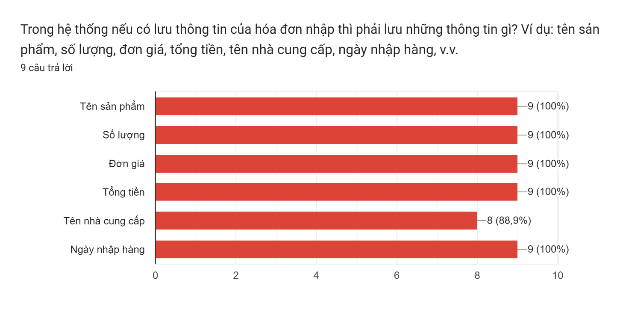 Trong hệ thống nếu có lưu thông tin của hóa đơn nhập thì phải lưu những thông tin gì? Ví dụ: tên sản
phẩm, số lượng, đơn giá, tổng tiền, tên nhà cung cấp, ngày nhập hàng, v.v.
9 câu trả lời
Tên sản phẩm 9 (100%)
Số lượng 9 (100%)
Đơn giá 9 (100%)
Tổng tiền 9 (100%)
Tên nhà cung cấp 8 (88,9%)
Ngày nhập hàng 9 (100%)
0 2 4 6 8 10